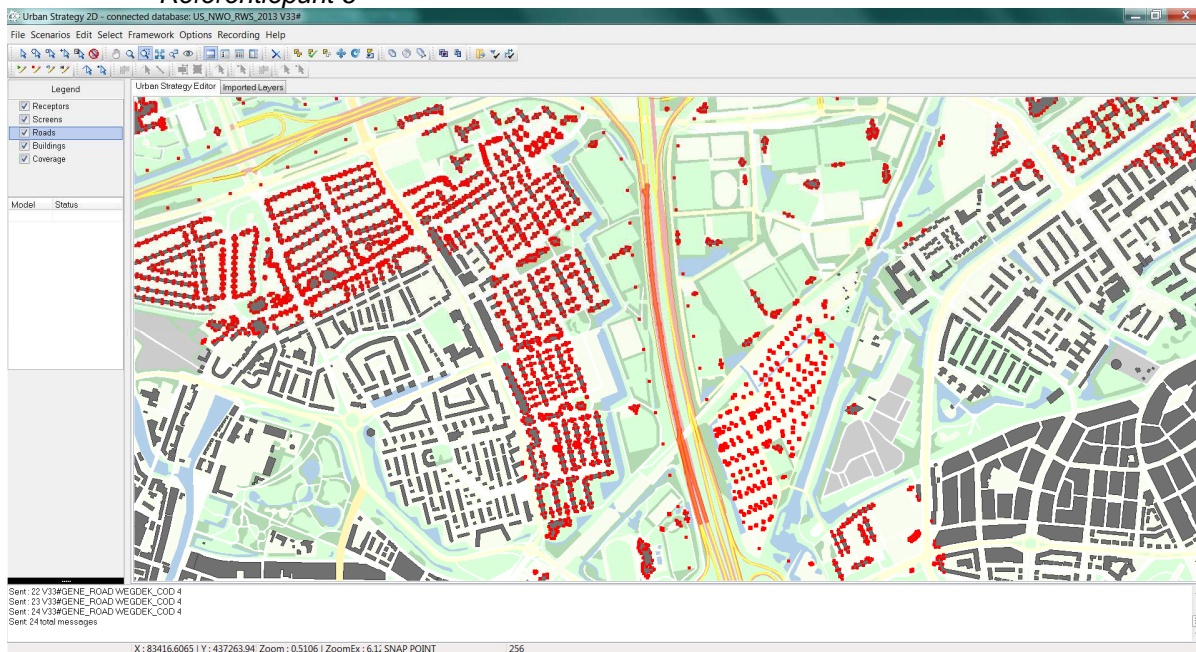 Referentiepunt 3
Urban Strategy 2D - connected database: US_NWO_RWS_2013 V33#
File Scenarios Edit Select Framework Options Recording Help
Legend
Urban Strategy Editor
Imported Layers
Receptors
Screens
Roads
Buildings
Coverage
Model Status
Sent: 22 V33#GENE_ROAD WEGDEK_COD 4
Sent: 23 V33#GENE_ROAD WEGDEK_COD 4
Sent: 24 V33#GENE_ROAD WEGDEK_COD 4
Sent 24 total messages
X : 83416.6065 | Y : 437263.94 Zoom : 0.5106 | ZoomEx : 6.12 SNAP POINT 256